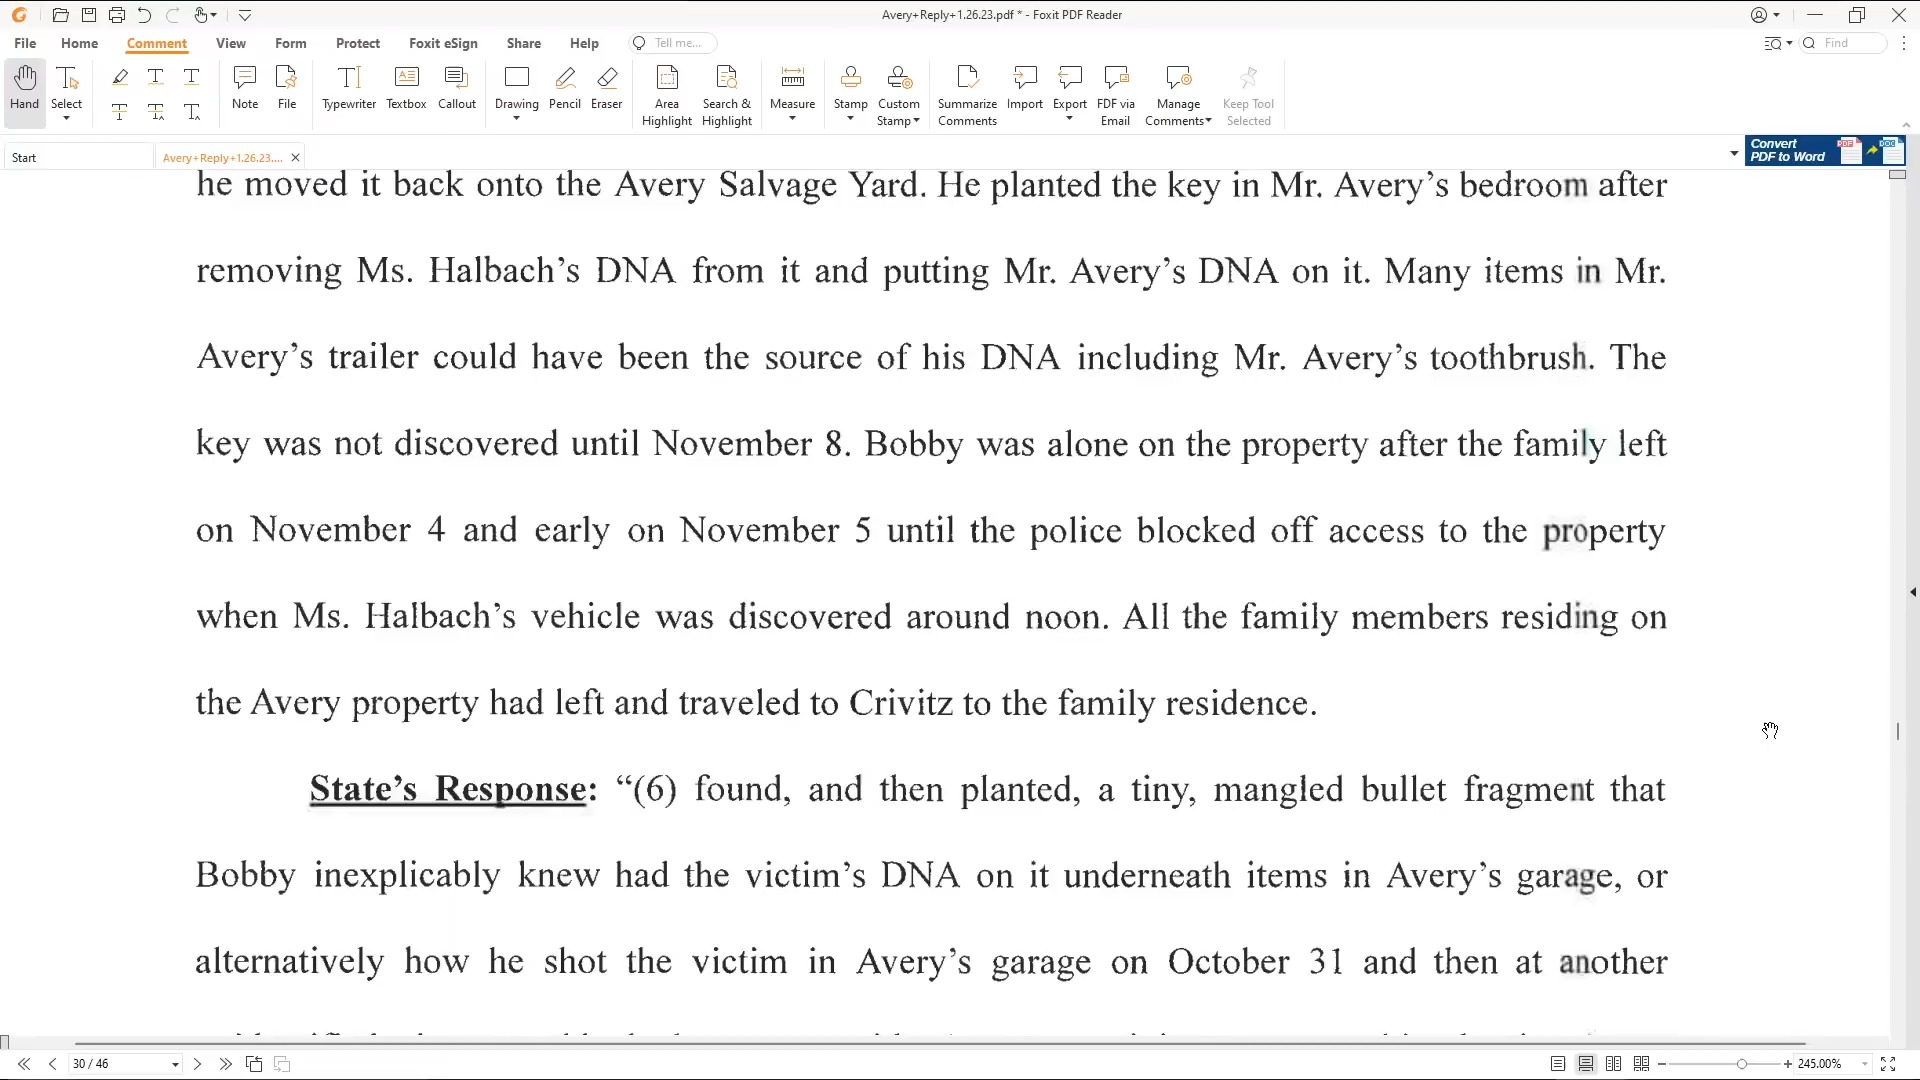 Avery+Reply+1.26.23.pdf * - Foxit PDF Reader
File Home Comment View Form Protect Foxit eSign Share Help Tell me... Find
Hand Select Note File Typewriter Textbox Callout Drawing Pencil Eraser Area Highlight Search & Highlight Measure Stamp Custom Stamp Summarize Comments Import Export FDF via Email Manage Comments Keep Tool Selected
Start Avery+Reply+1.26.23.... Convert PDF to Word
he moved it back onto the Avery Salvage Yard. He planted the key in Mr. Avery’s bedroom after
removing Ms. Halbach’s DNA from it and putting Mr. Avery’s DNA on it. Many items in Mr.
Avery’s trailer could have been the source of his DNA including Mr. Avery’s toothbrush. The
key was not discovered until November 8. Bobby was alone on the property after the family left
on November 4 and early on November 5 until the police blocked off access to the property
when Ms. Halbach’s vehicle was discovered around noon. All the family members residing on
the Avery property had left and traveled to Crivitz to the family residence.
State’s Response: “(6) found, and then planted, a tiny, mangled bullet fragment that
Bobby inexplicably knew had the victim’s DNA on it underneath items in Avery’s garage, or
alternatively how he shot the victim in Avery’s garage on October 31 and then at another
30 / 46 245.00%